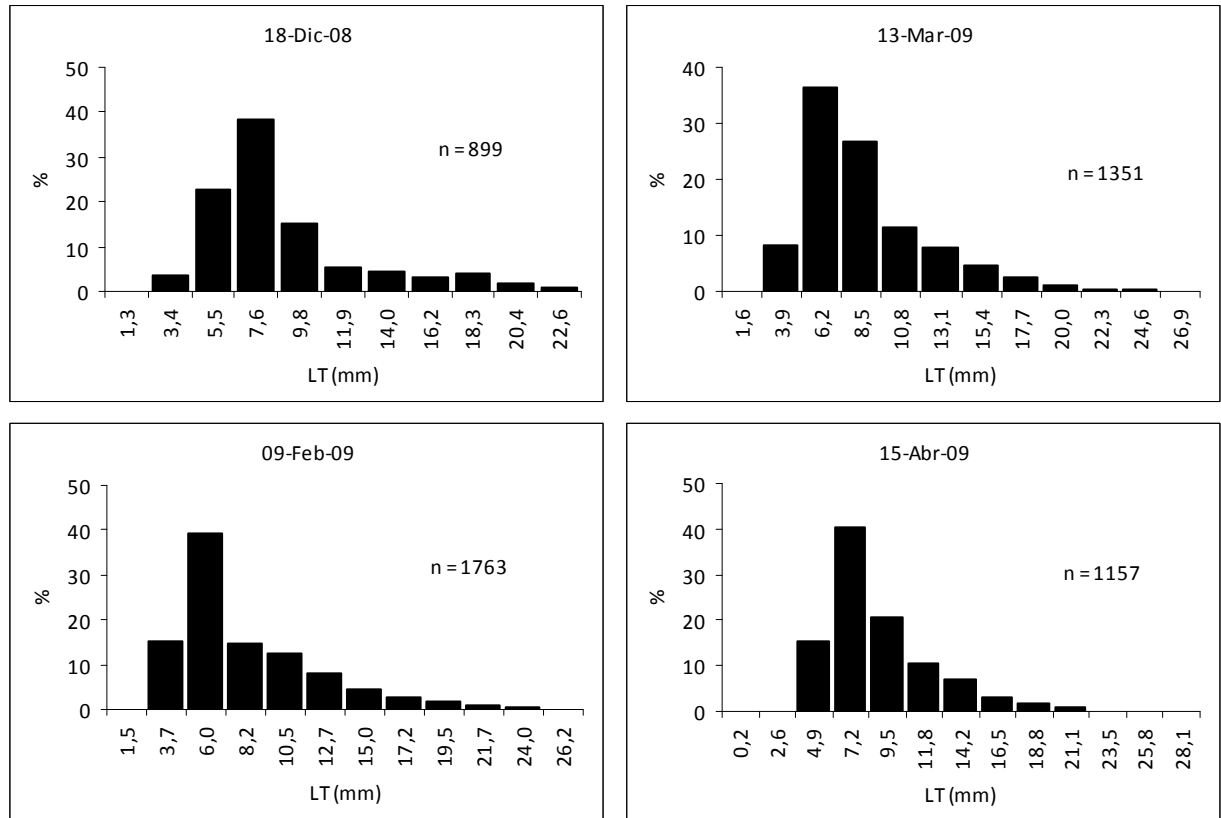 18-Dic-08
50
40
30
20
10
0
%
n = 899
1,3 3,4 5,5 7,6 9,8 11,9 14,0 16,2 18,3 20,4 22,6
LT (mm)
13-Mar-09
40
30
20
10
0
%
n = 1351
1,6 3,9 6,2 8,5 10,8 13,1 15,4 17,7 20,0 22,3 24,6 26,9
LT (mm)
09-Feb-09
50
40
30
20
10
0
%
n = 1763
1,5 3,7 6,0 8,2 10,5 12,7 15,0 17,2 19,5 21,7 24,0 26,2
LT (mm)
15-Abr-09
50
40
30
20
10
0
%
n = 1157
0,2 2,6 4,9 7,2 9,5 11,8 14,2 16,5 18,8 21,1 23,5 25,8 28,1
LT (mm)